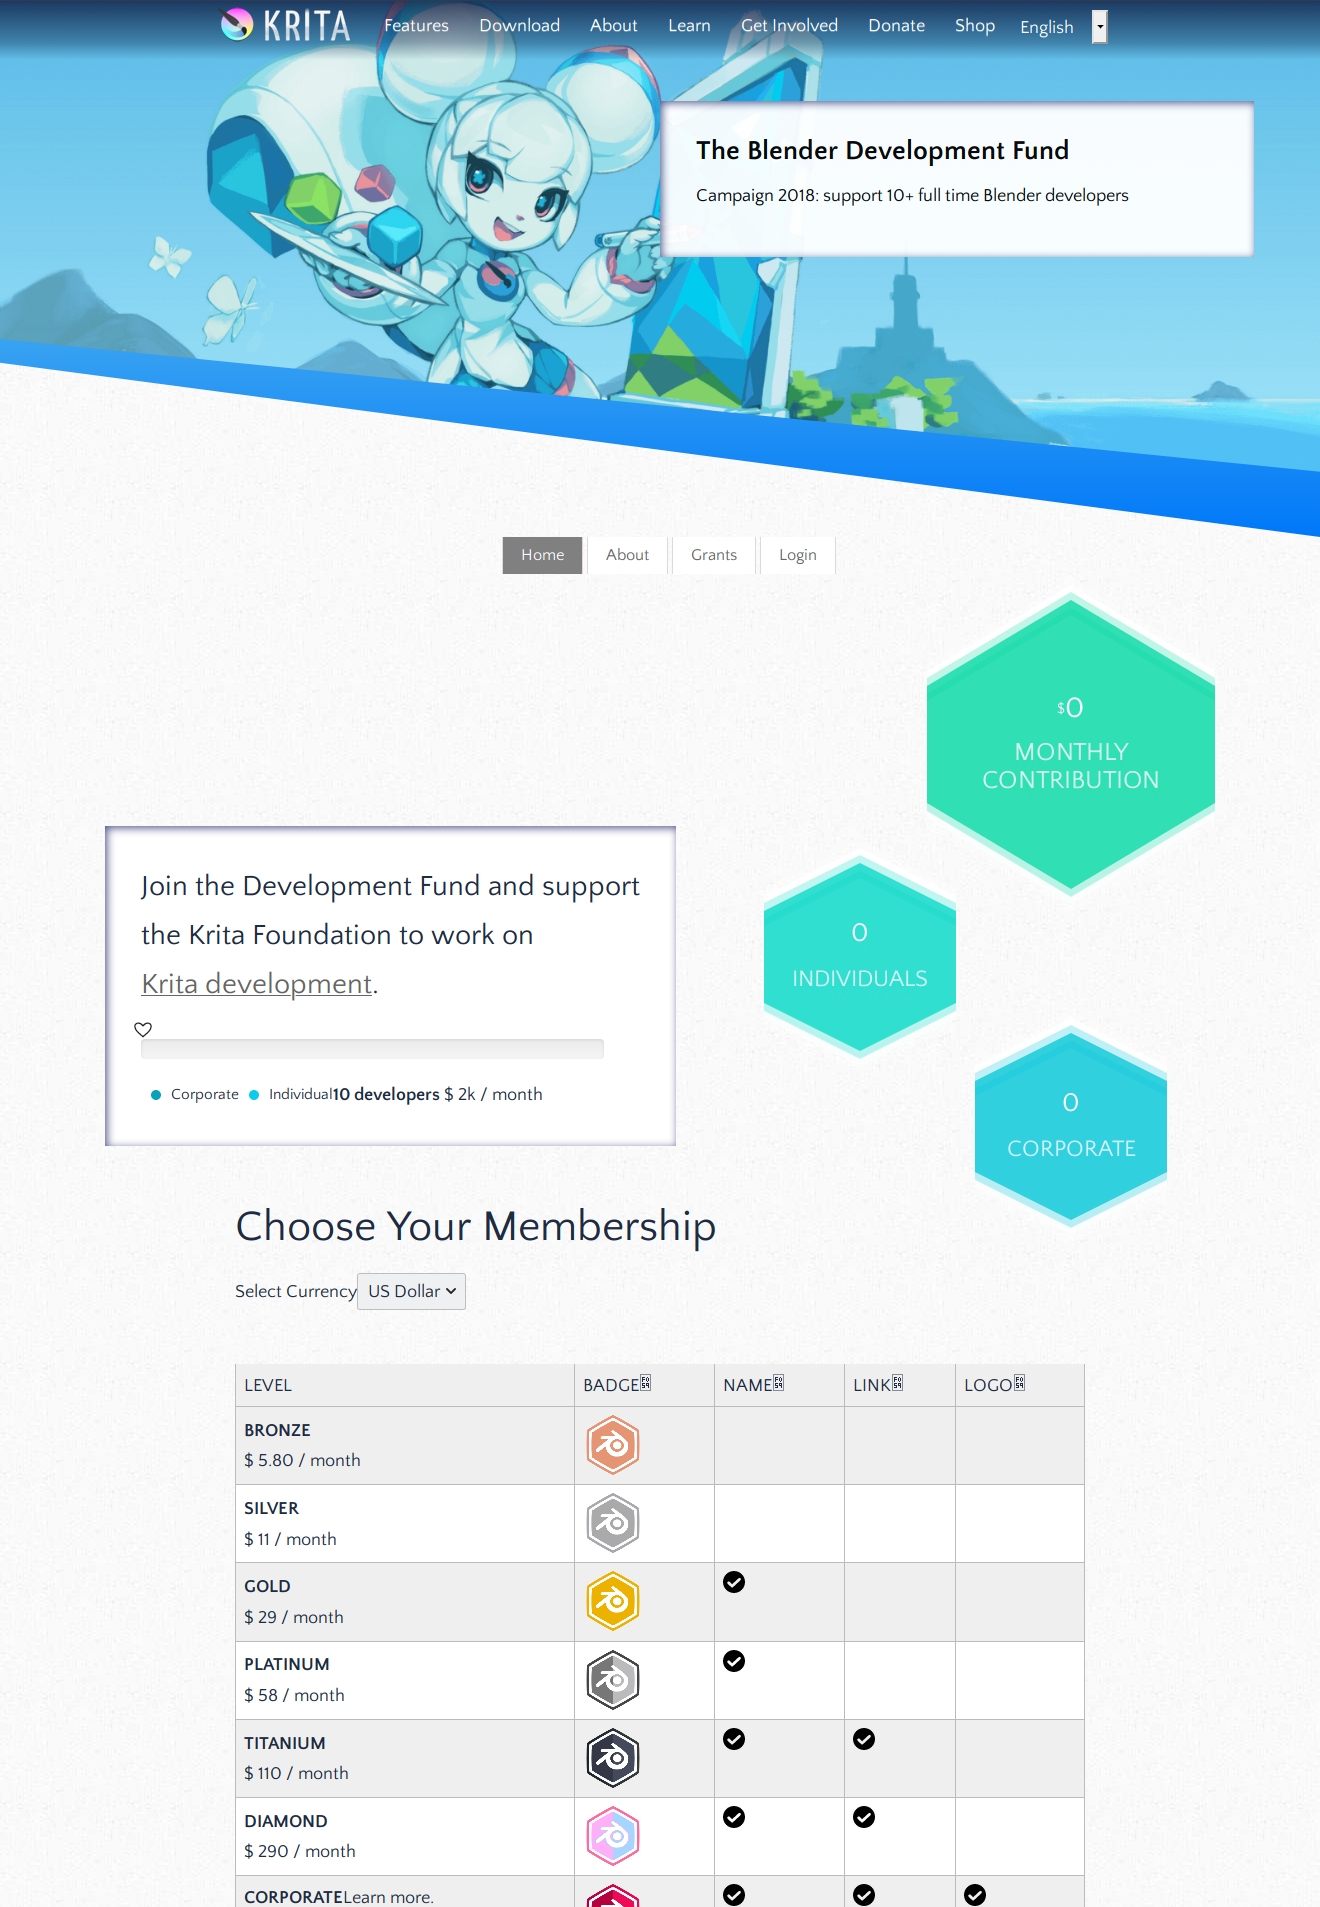 KRITA Features Download About Learn Get Involved Donate Shop English
The Blender Development Fund
Campaign 2018: support 10+ full time Blender developers
Home About Grants Login
$0
MONTHLY
CONTRIBUTION
Join the Development Fund and support
the Krita Foundation to work on
Krita development.
Corporate Individual10 developers $ 2k / month
0
INDIVIDUALS
0
CORPORATE
Choose Your Membership
Select Currency US Dollar
LEVEL BADGE NAME LINK LOGO
BRONZE
$ 5.80 / month
SILVER
$ 11 / month
GOLD
$ 29 / month
PLATINUM
$ 58 / month
TITANIUM
$ 110 / month
DIAMOND
$ 290 / month
CORPORATELearn more.